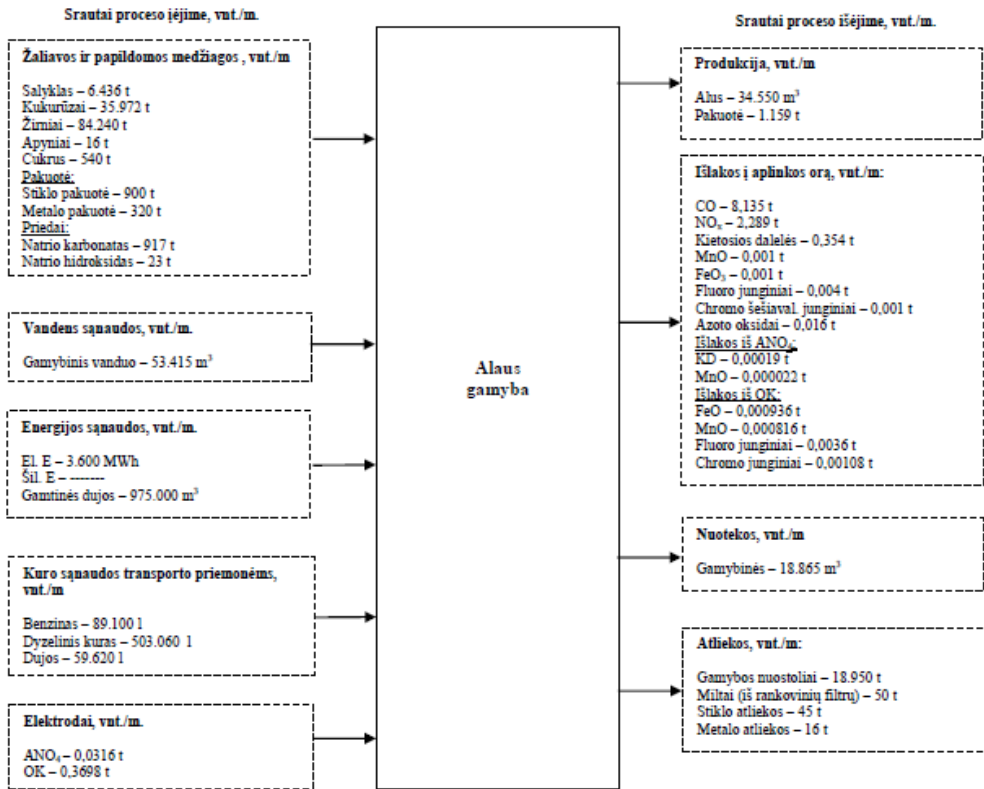 Srautai proceso įėjime, vnt./m.
Žaliavos ir papildomos medžiagos , vnt./m
Salyklas – 6.436 t
Kukurūzai – 35.972 t
Žirniai – 84.240 t
Apyniai – 16 t
Cukrus – 540 t
Pakuotė:
Stiklo pakuotė – 900 t
Metalo pakuotė – 320 t
Priedai:
Natrio karbonatas – 917 t
Natrio hidroksidas – 23 t
Vandens sąnaudos, vnt./m.
Gamybinis vanduo – 53.415 m³
Energijos sąnaudos, vnt./m.
El. E – 3.600 MWh
Šil. E – -------
Gamtinės dujos – 975.000 m³
Kuro sąnaudos transporto priemonėms,
vnt./m
Benzinas – 89.100 l
Dyzelinis kuras – 503.060 l
Dujos – 59.620 l
Elektrodai, vnt./m.
ANO₄ – 0,0316 t
OK – 0,3698 t
Alaus
gamyba
Srautai proceso išėjime, vnt./m.
Produkcija, vnt./m
Alus – 34.550 m³
Pakuotė – 1.159 t
Išlakos į aplinkos orą, vnt./m:
CO – 8,135 t
NOₓ – 2,289 t
Kietosios dalelės – 0,354 t
MnO – 0,001 t
FeO₃ – 0,001 t
Fluoro junginiai – 0,004 t
Chromo šešiaval. junginiai – 0,001 t
Azoto oksidai – 0,016 t
Išlakos iš ANO₄:
KD – 0,00019 t
MnO – 0,000022 t
Išlakos iš OK:
FeO – 0,000936 t
MnO – 0,000816 t
Fluoro junginiai – 0,0036 t
Chromo junginiai – 0,00108 t
Nuotekos, vnt./m
Gamybinės – 18.865 m³
Atliekos, vnt./m:
Gamybos nuostoliai – 18.950 t
Miltai (iš rankovinių filtrų) – 50 t
Stiklo atliekos – 45 t
Metalo atliekos – 16 t